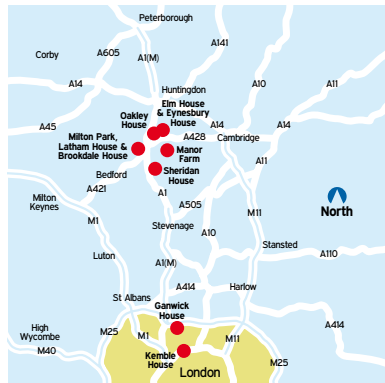 Peterborough
Corby
A605
A1(M)
A141
A14
Huntingdon
A10
A11
Elm House
& Eynesbury
House
Oakley
House
A14
A14
A45
A428
Cambridge
Milton Park,
Latham House &
Brookdale House
Manor
Farm
A11
Bedford
Sheridan
House
A421
A1
Milton
Keynes
A505
M11
North
M1
Stevenage
A10
Stansted
Luton
A1(M)
A110
A414
Harlow
St Albans
Ganwick
House
High
Wycombe
M25
M1
M11
A414
M40
Kemble
House
M25
London